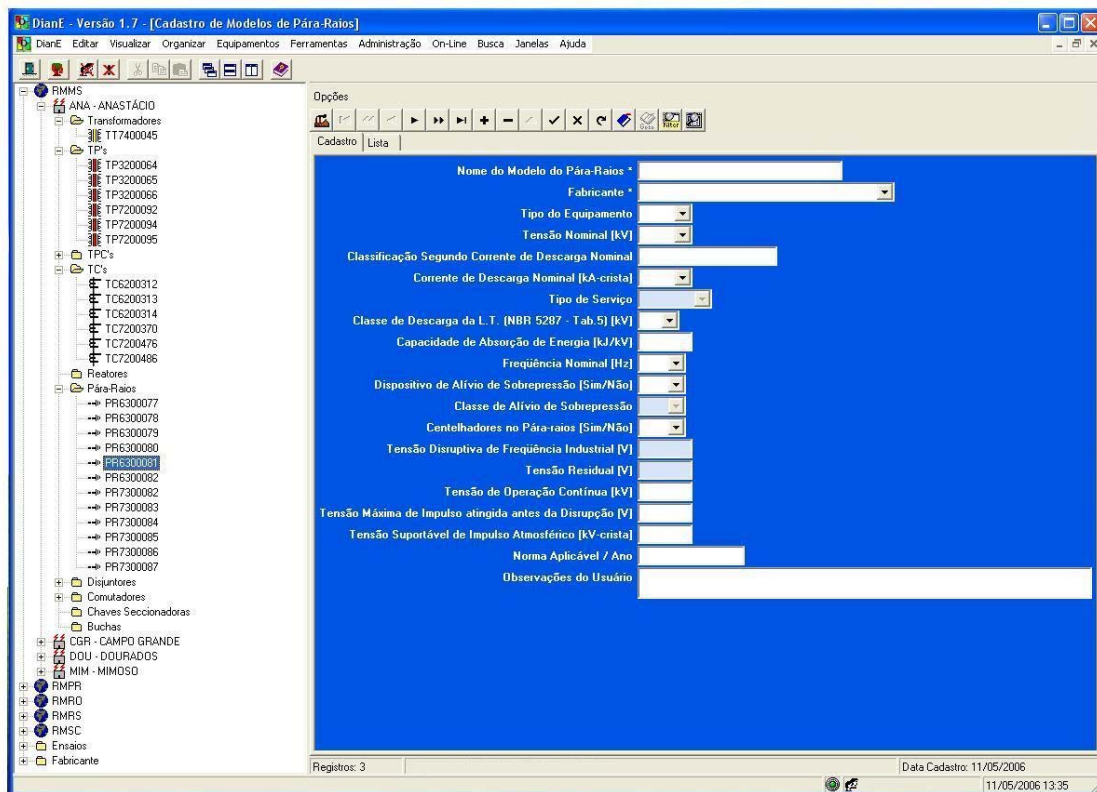 DianE - Versão 1.7 - [Cadastro de Modelos de Pára-Raios]
DianE Editar Visualizar Organizar Equipamentos Ferramentas Administração On-Line Busca Janelas Ajuda
RMMS
ANA - ANASTÁCIO
Transformadores
TT7400045
TP's
TP3200064
TP3200065
TP3200066
TP7200092
TP7200094
TP7200095
TPC's
TC's
TC6200312
TC6200313
TC6200314
TC7200370
TC7200476
TC7200486
Reatores
Pára-Raios
PR6300077
PR6300078
PR6300079
PR6300080
PR6300081
PR6300082
PR7300082
PR7300083
PR7300084
PR7300085
PR7300086
PR7300087
Disjuntores
Comutadores
Chaves Seccionadoras
Buchas
CGR - CAMPO GRANDE
DOU - DOURADOS
MIM - MIMOSO
RMPR
RMRO
RMRS
RMSC
Ensaios
Fabricante
Opções
Filtrar
Cadastro Lista
Nome do Modelo do Pára-Raios *
Fabricante *
Tipo do Equipamento
Tensão Nominal [kV]
Classificação Segundo Corrente de Descarga Nominal
Corrente de Descarga Nominal [kA-crista]
Tipo de Serviço
Classe de Descarga da L.T. (NBR 5287 - Tab.5) [kV]
Capacidade de Absorção de Energia [kJ/kV]
Freqüência Nominal [Hz]
Dispositivo de Alívio de Sobrepressão [Sim/Não]
Classe de Alívio de Sobrepressão
Centelhadores no Pára-raios [Sim/Não]
Tensão Disruptiva de Freqüência Industrial [V]
Tensão Residual [V]
Tensão de Operação Contínua [kV]
Tensão Máxima de Impulso atingida antes da Disrupção [V]
Tensão Suportável de Impulso Atmosférico [kV-crista]
Norma Aplicável / Ano
Observações do Usuário
Registros: 3
Data Cadastro: 11/05/2006
11/05/2006 13:35